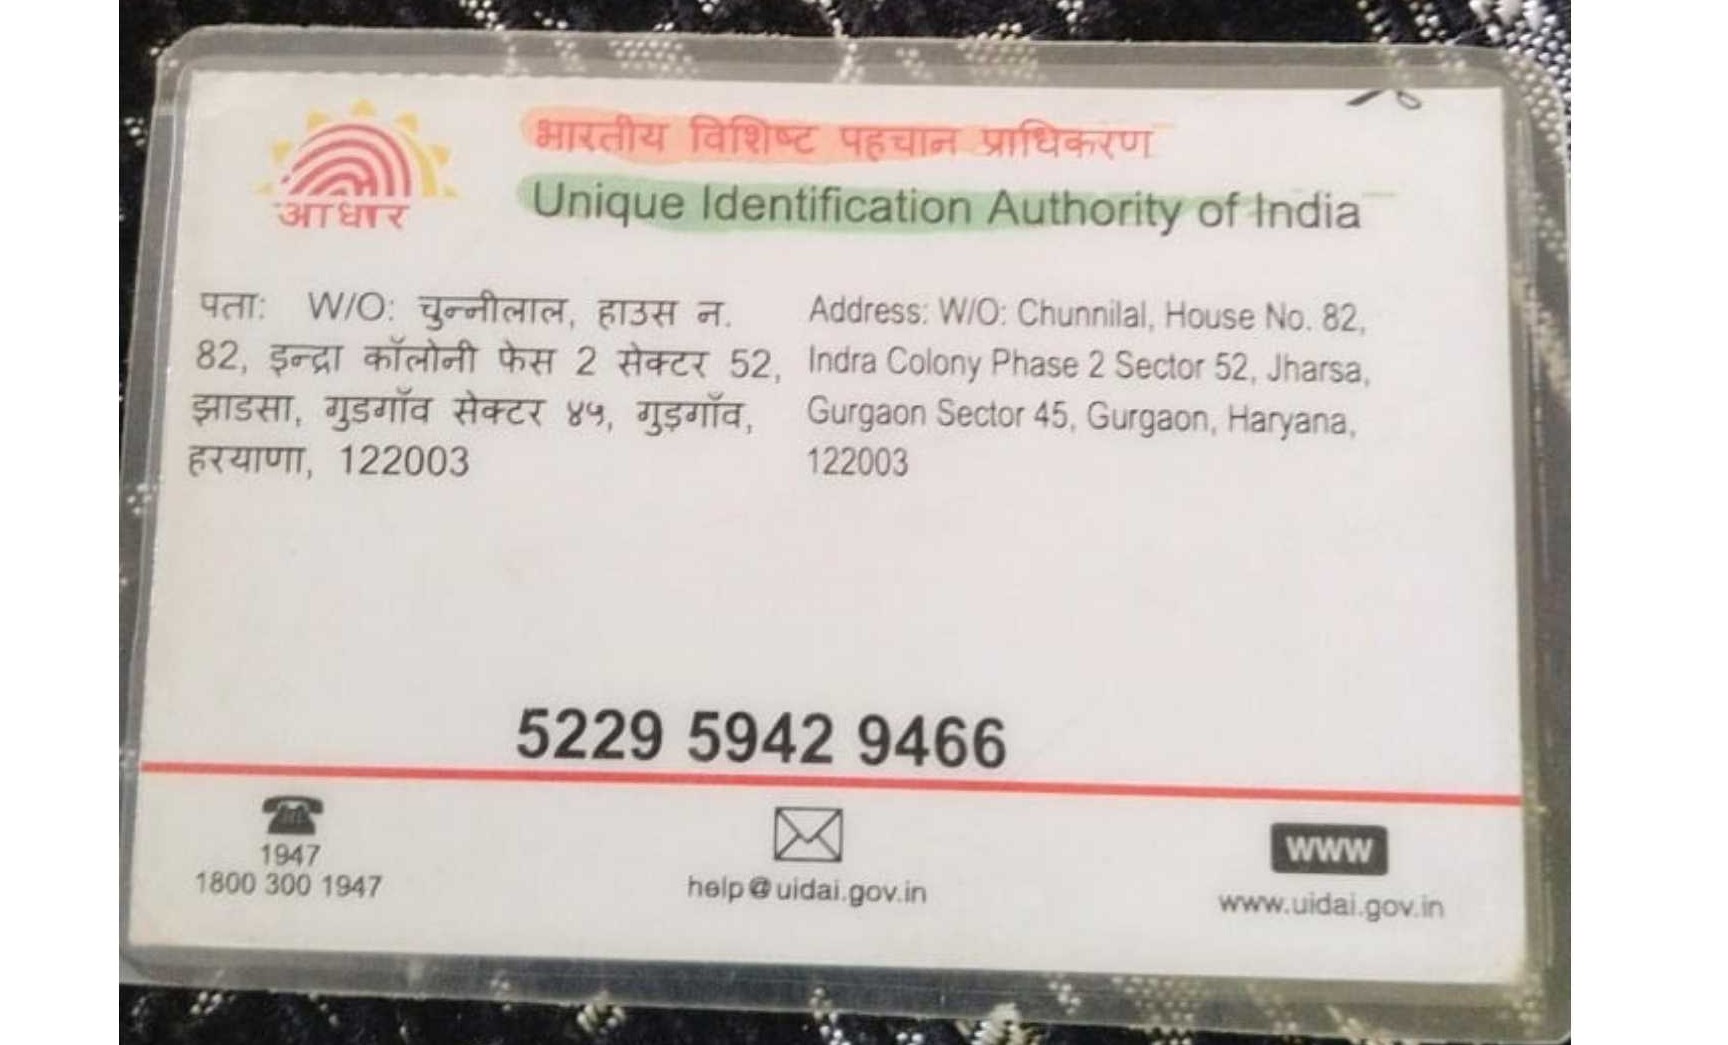 आधार
भारतीय विशिष्ट पहचान प्राधिकरण
Unique Identification Authority of India
पता: W/O: चुन्नीलाल, हाउस न.
82, इन्द्रा कॉलोनी फेस 2 सेक्टर 52,
झाडसा, गुडगाँव सेक्टर ४५, गुड़गाँव,
हरयाणा, 122003
Address: W/O: Chunnilal, House No. 82,
Indra Colony Phase 2 Sector 52, Jharsa,
Gurgaon Sector 45, Gurgaon, Haryana,
122003
5229 5942 9466
1947
1800 300 1947
help@uidai.gov.in
www
www.uidai.gov.in